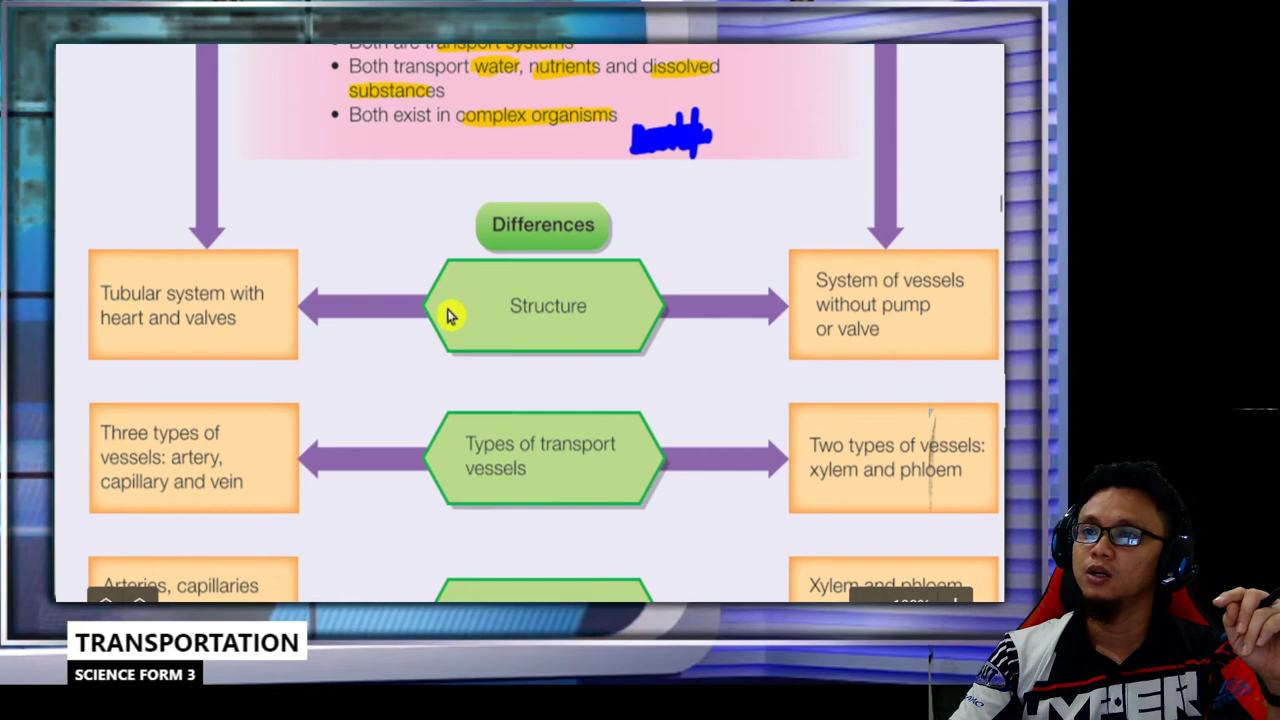 • Both are transport systems
• Both transport water, nutrients and dissolved
substances
• Both exist in complex organisms
Differences
Tubular system with
heart and valves
Structure
System of vessels
without pump
or valve
Three types of
vessels: artery,
capillary and vein
Types of transport
vessels
Two types of vessels:
xylem and phloem
Arteries, capillaries
Xylem and phloem
TRANSPORTATION
SCIENCE FORM 3
HYPER